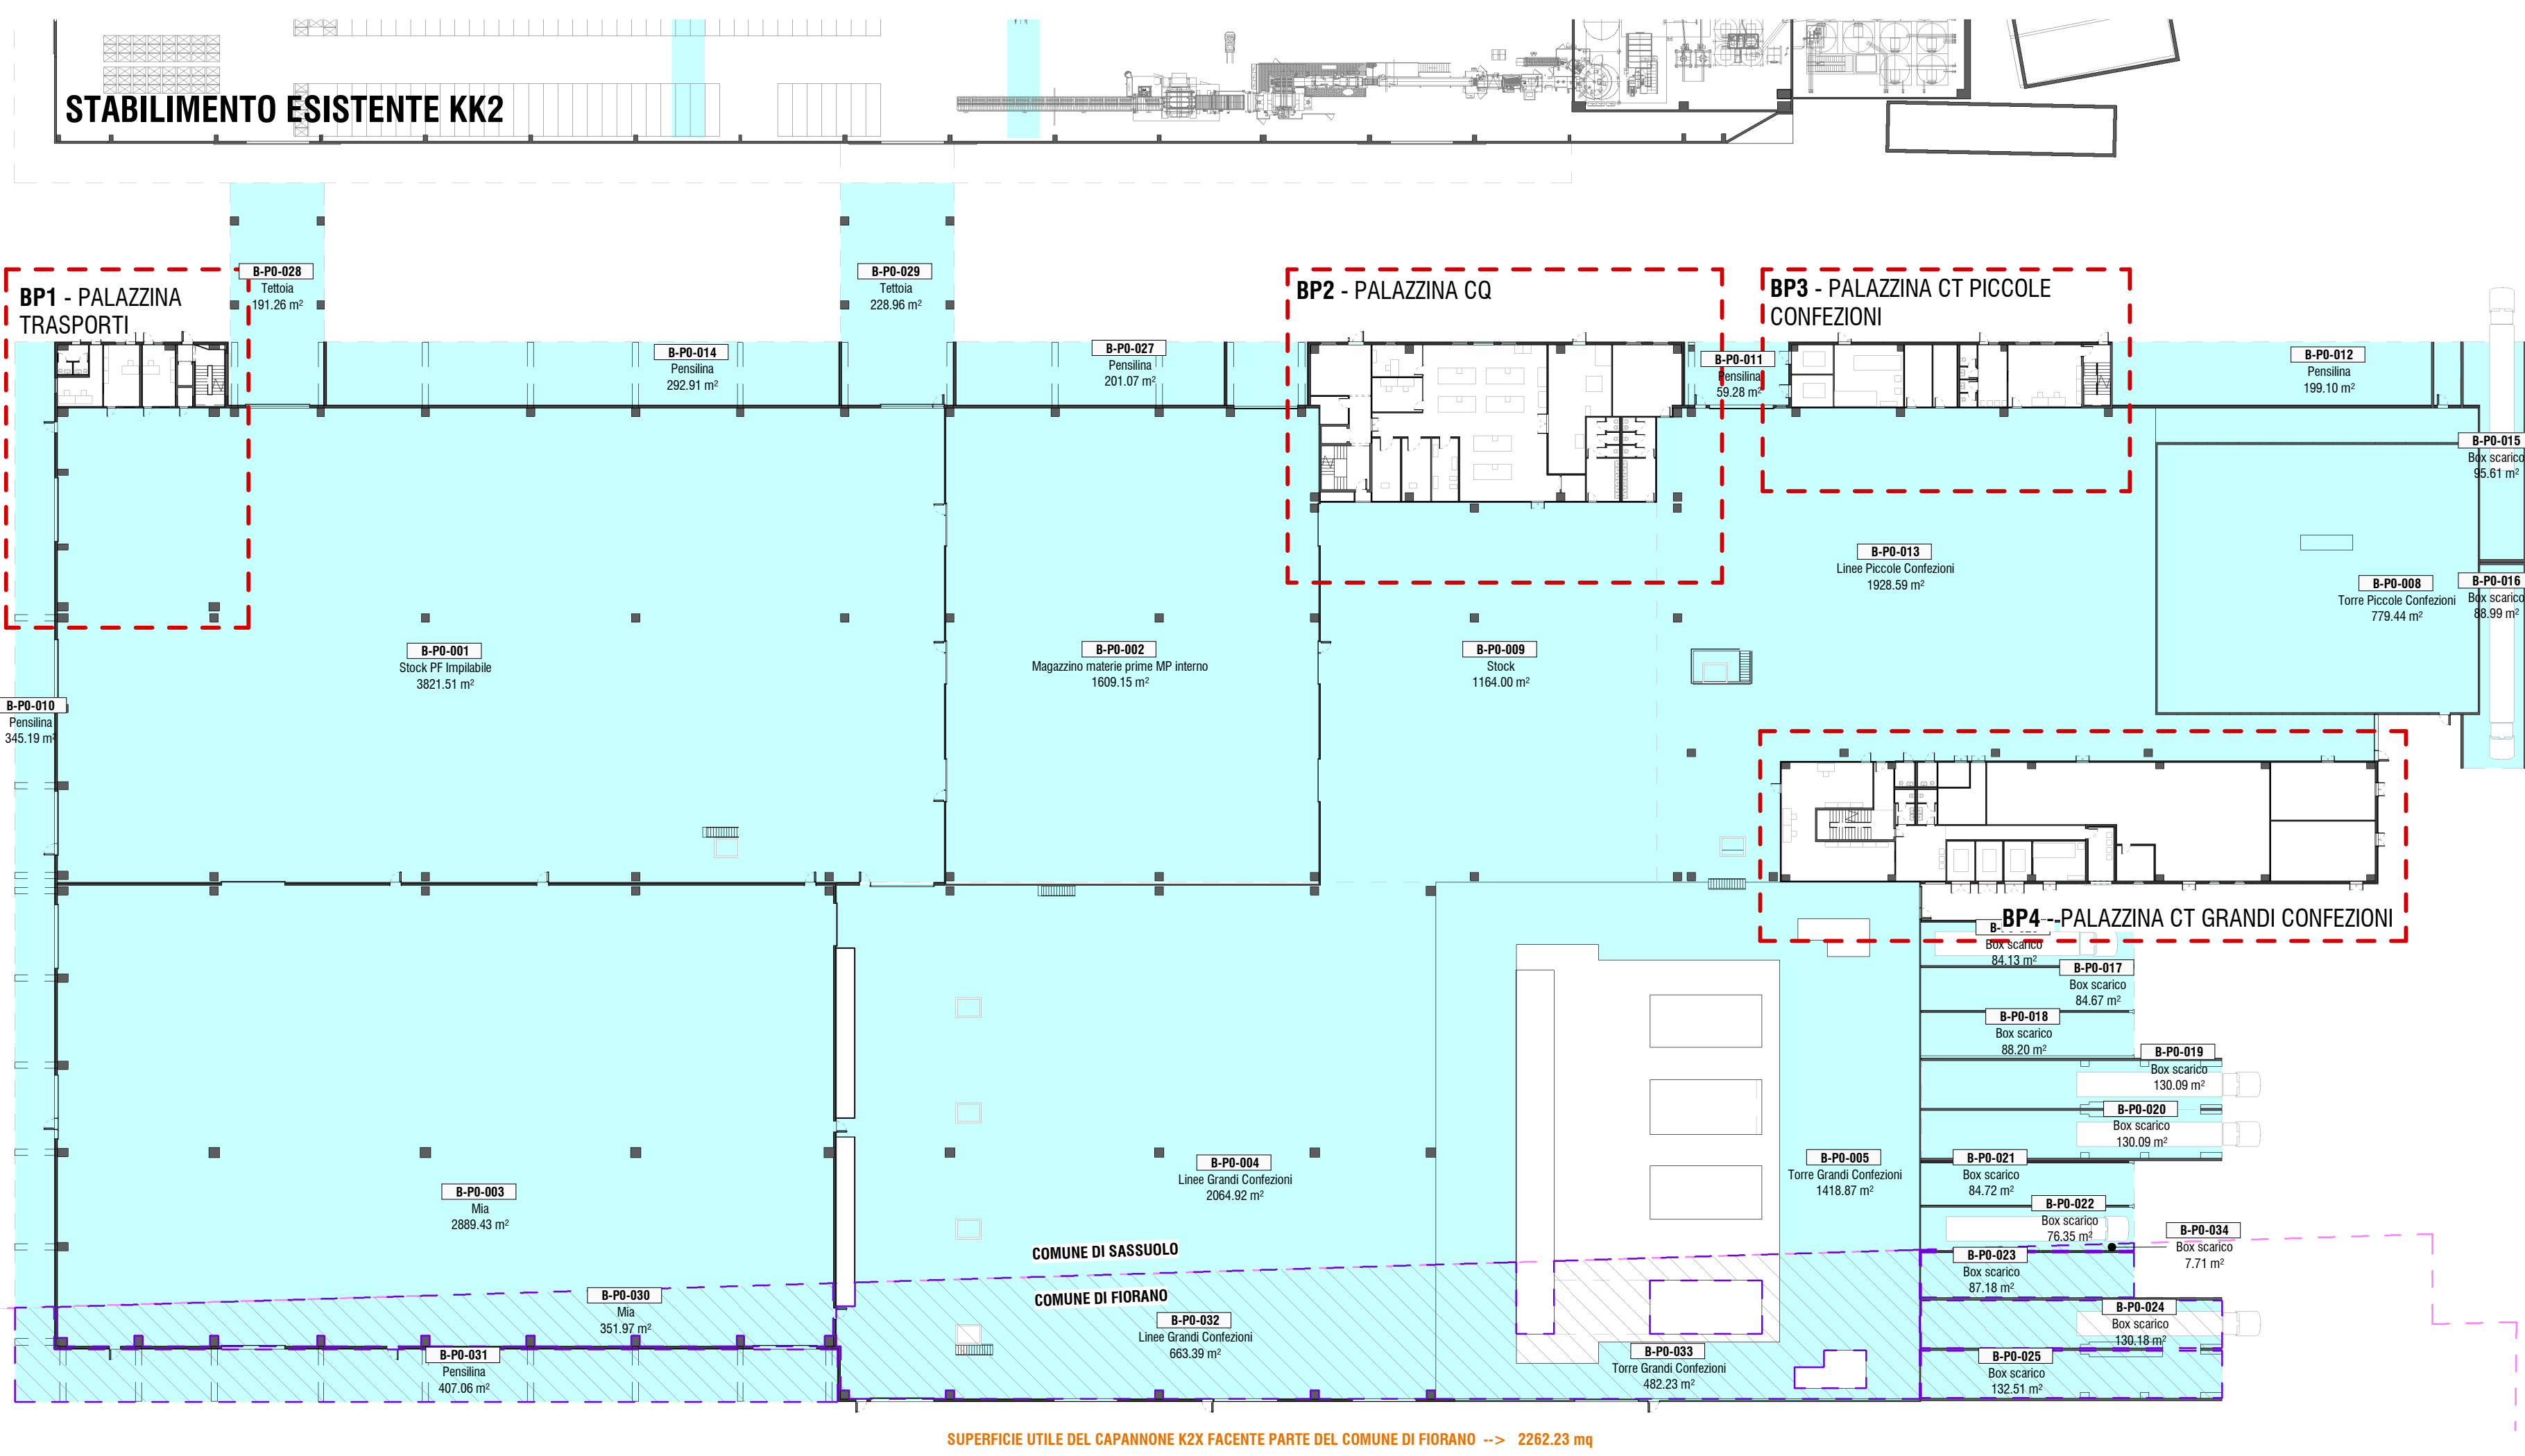 STABILIMENTO ESISTENTE KK2
B-P0-028
Tettoia
191.26 m²
B-P0-029
Tettoia
228.96 m²
BP1 - PALAZZINA
TRASPORTI
BP2 - PALAZZINA CQ
BP3 - PALAZZINA CT PICCOLE
CONFEZIONI
B-P0-014
Pensilina
292.91 m²
B-P0-027
Pensilina
201.07 m²
B-P0-011
Pensilina
59.28 m²
B-P0-012
Pensilina
199.10 m²
B-P0-015
Box scarico
95.61 m²
B-P0-013
Linee Piccole Confezioni
1928.59 m²
B-P0-008
Torre Piccole Confezioni
779.44 m²
B-P0-016
Box scarico
88.99 m²
B-P0-001
Stock PF Impilabile
3821.51 m²
B-P0-002
Magazzino materie prime MP interno
1609.15 m²
B-P0-009
Stock
1164.00 m²
B-P0-010
Pensilina
345.19 m²
BP4 --PALAZZINA CT GRANDI CONFEZIONI
Box scarico
84.13 m²
B-P0-017
Box scarico
84.67 m²
B-P0-018
Box scarico
88.20 m²
B-P0-019
Box scarico
130.09 m²
B-P0-020
Box scarico
130.09 m²
B-P0-021
Box scarico
84.72 m²
B-P0-022
Box scarico
76.35 m²
B-P0-034
Box scarico
7.71 m²
B-P0-003
Mia
2889.43 m²
B-P0-004
Linee Grandi Confezioni
2064.92 m²
B-P0-005
Torre Grandi Confezioni
1418.87 m²
COMUNE DI SASSUOLO
COMUNE DI FIORANO
B-P0-023
Box scarico
87.18 m²
B-P0-030
Mia
351.97 m²
B-P0-024
Box scarico
130.18 m²
B-P0-032
Linee Grandi Confezioni
663.39 m²
B-P0-031
Pensilina
407.06 m²
B-P0-033
Torre Grandi Confezioni
482.23 m²
B-P0-025
Box scarico
132.51 m²
SUPERFICIE UTILE DEL CAPANNONE K2X FACENTE PARTE DEL COMUNE DI FIORANO --> 2262.23 mq